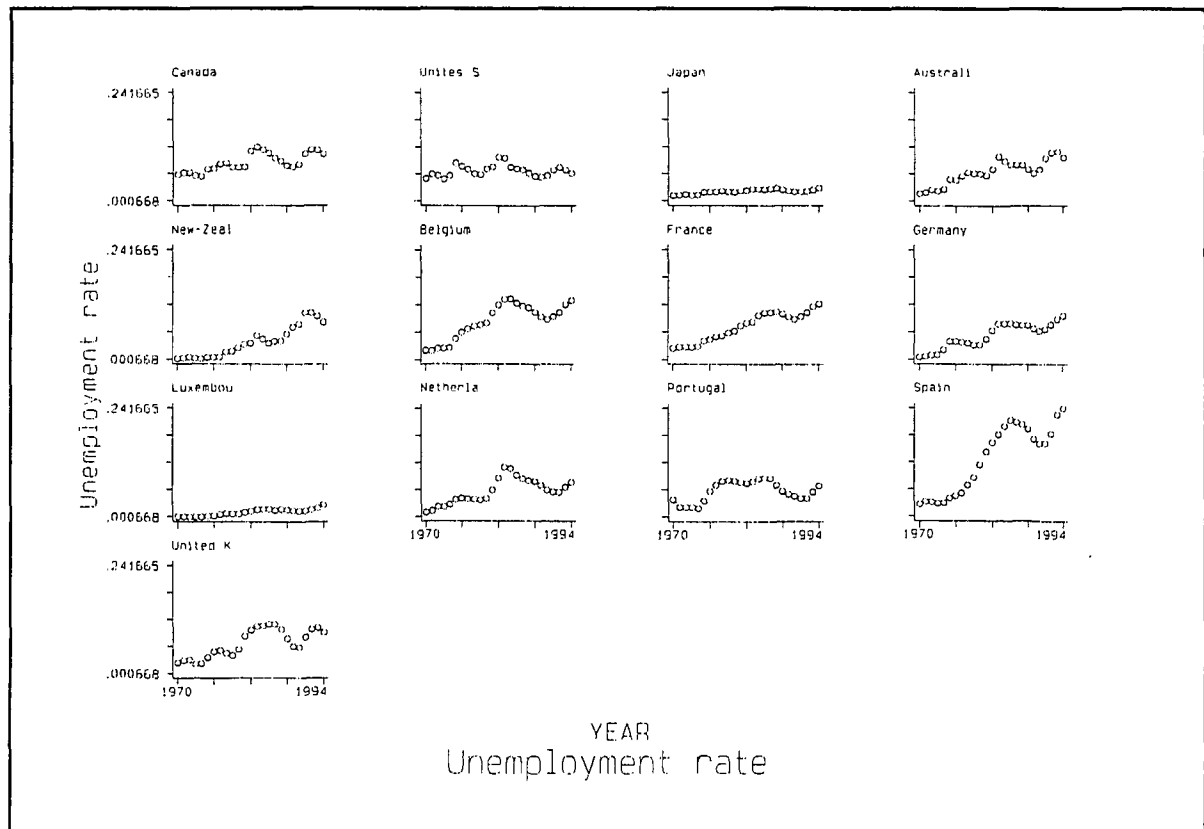 Canada
Unites S
Japan
Australi
.241665
.000668
New-Zeal
Belgium
France
Germany
.241665
.000668
Luxembou
Netherla
Portugal
Spain
.241665
.000668
1970
1994
1970
1994
1970
1994
United K
.241665
.000668
1970
1994
Unemployment rate
YEAR
Unemployment rate